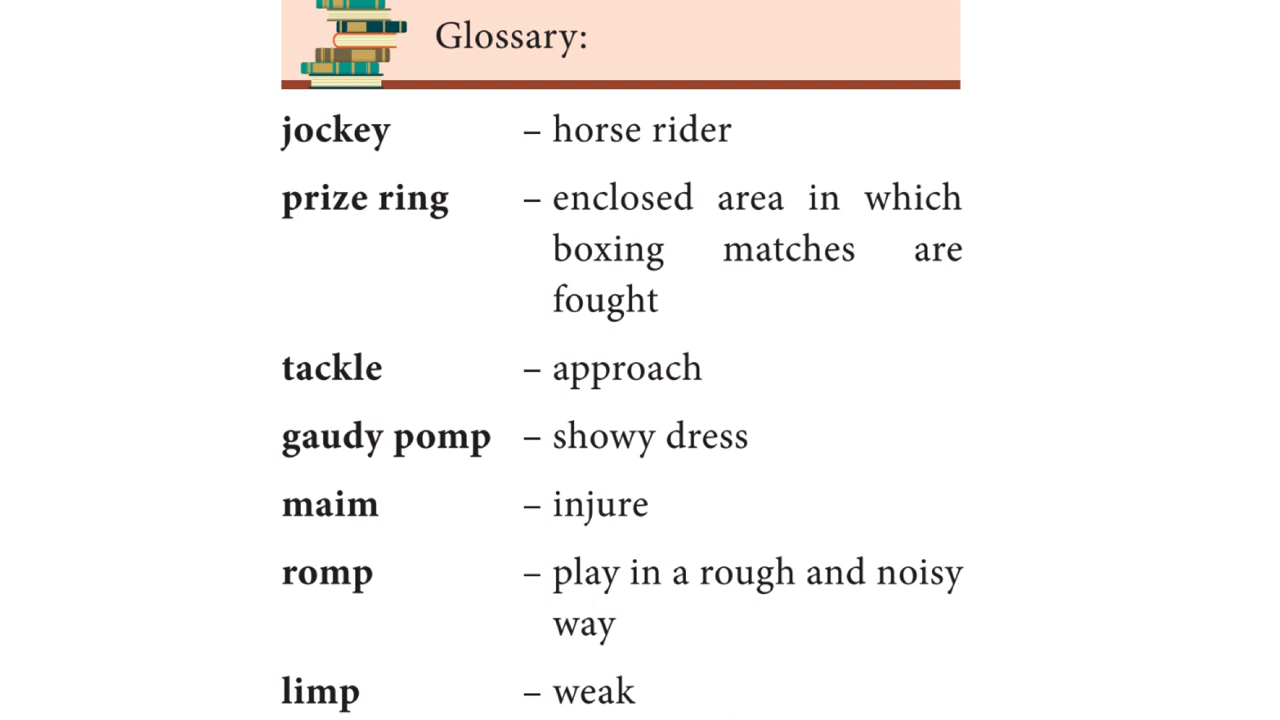 Glossary:
jockey – horse rider
prize ring – enclosed area in which
boxing matches are
fought
tackle – approach
gaudy pomp – showy dress
maim – injure
romp – play in a rough and noisy
way
limp – weak